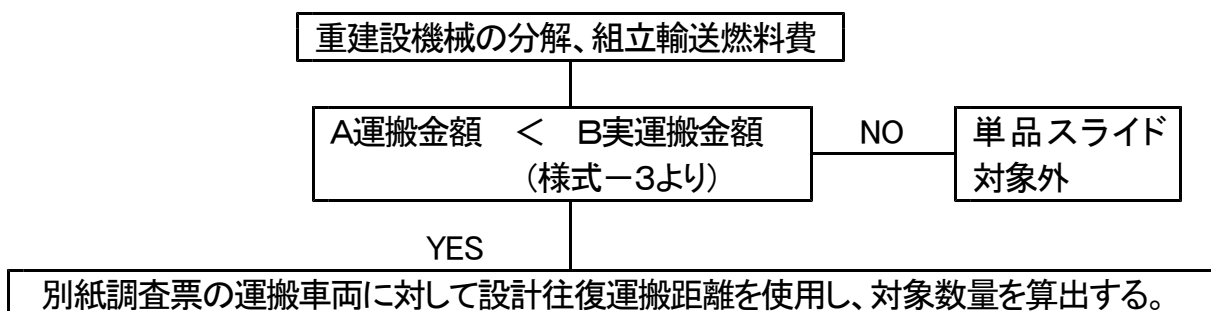 重建設機械の分解、組立輸送燃料費
A運搬金額　＜　B実運搬金額
（様式－3より）
NO
単品スライド
対象外
YES
別紙調査票の運搬車両に対して設計往復運搬距離を使用し、対象数量を算出する。